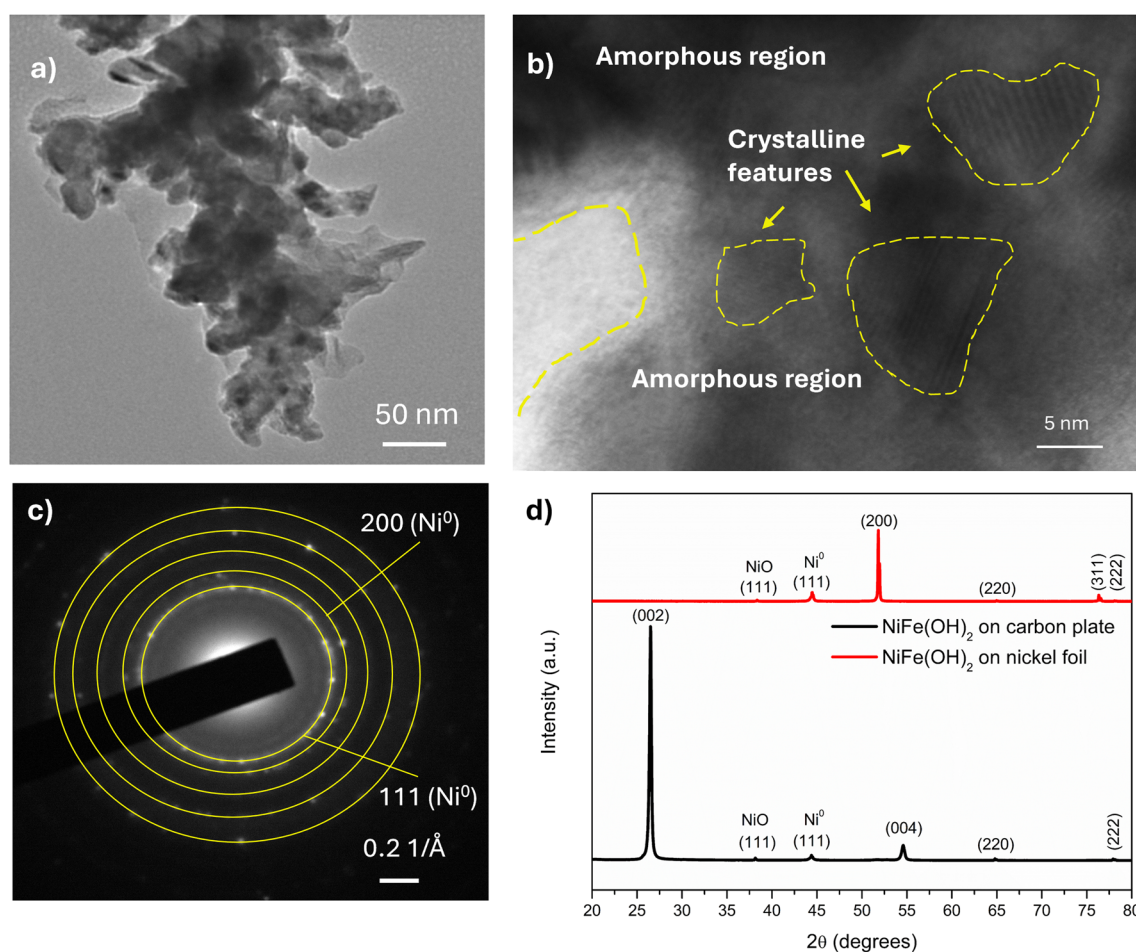 a)
50 nm
b)
Amorphous region
Crystalline
features
Amorphous region
5 nm
c)
200 (Ni⁰)
111 (Ni⁰)
0.2 1/Å
d)
(200)
NiO
(111)
Ni⁰
(111)
(220)
(311)
(222)
(002)
NiFe(OH)₂ on carbon plate
NiFe(OH)₂ on nickel foil
NiO
(111)
Ni⁰
(111)
(004)
(220)
(222)
Intensity (a.u.)
20 25 30 35 40 45 50 55 60 65 70 75 80
2θ (degrees)